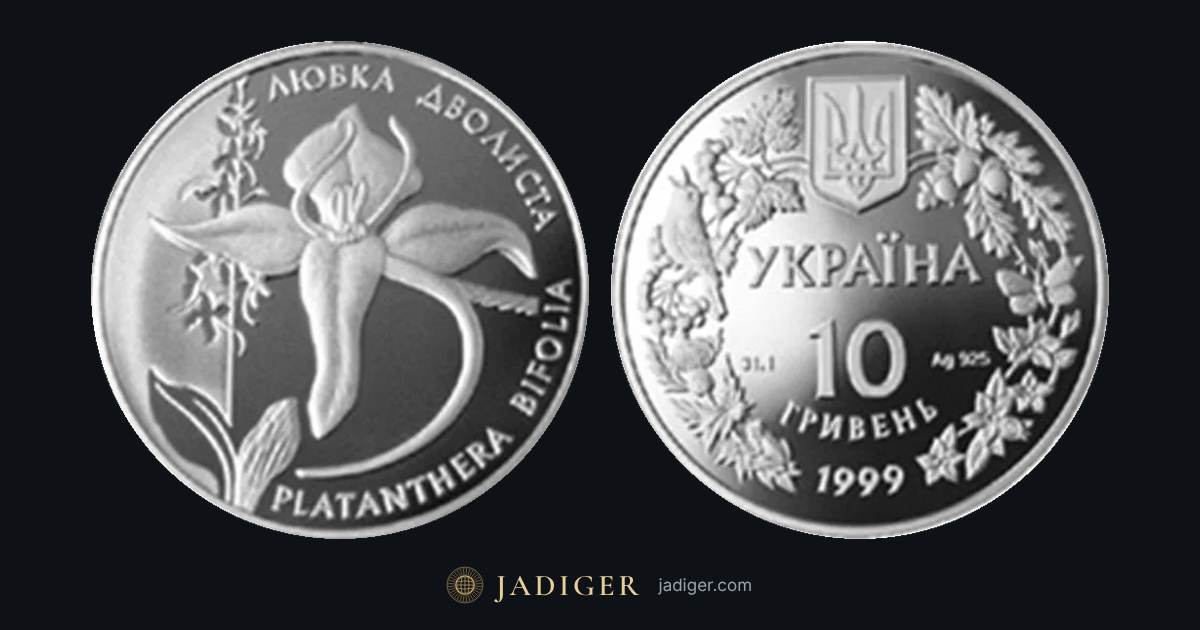 ЛЮБКА ДВОЛИСТА
PLATANTHERA BIFOLIA
УКРАЇНА
10
31,1
Ag 925
ГРИВЕНЬ
1999
JADIGER
jadiger.com